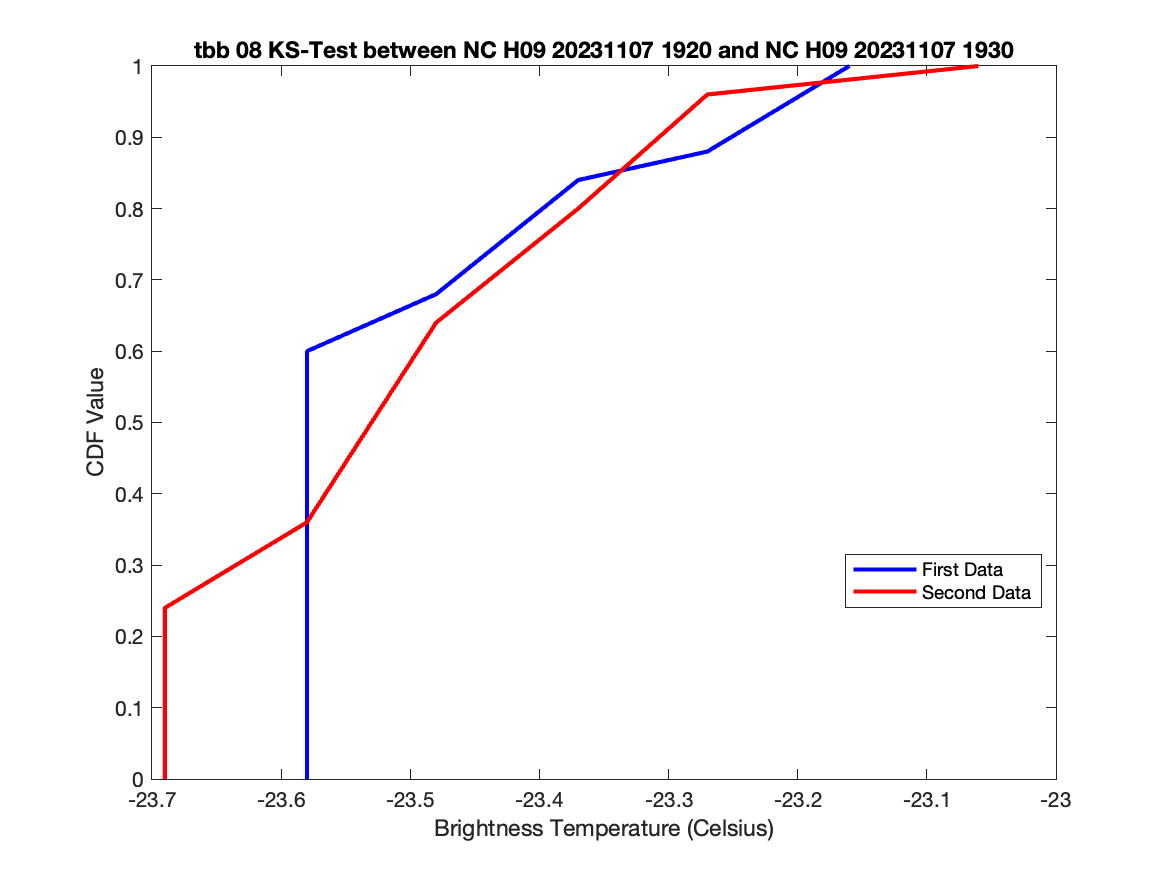 tbb 08 KS-Test between NC H09 20231107 1920 and NC H09 20231107 1930
1
0.9
0.8
0.7
0.6
0.5
0.4
0.3
0.2
0.1
0
CDF Value
First Data
Second Data
-23.7 -23.6 -23.5 -23.4 -23.3 -23.2 -23.1 -23
Brightness Temperature (Celsius)